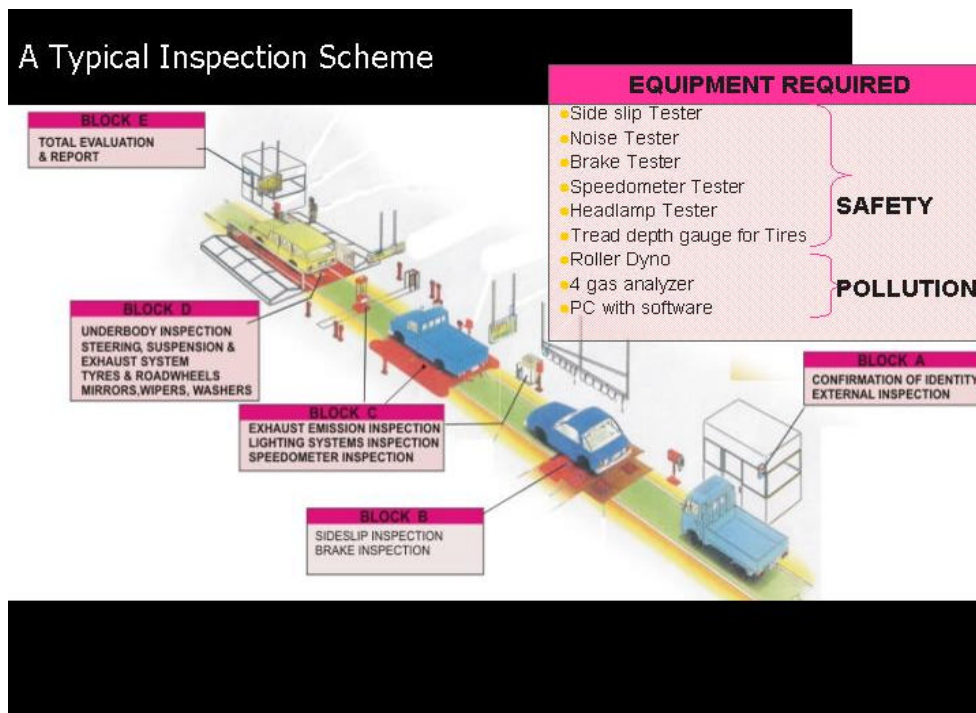 A Typical Inspection Scheme
EQUIPMENT REQUIRED
Side slip Tester
Noise Tester
Brake Tester
Speedometer Tester
Headlamp Tester
Tread depth gauge for Tires
SAFETY
Roller Dyno
4 gas analyzer
PC with software
POLLUTION
BLOCK E
TOTAL EVALUATION
& REPORT
BLOCK D
UNDERBODY INSPECTION
STEERING, SUSPENSION &
EXHAUST SYSTEM
TYRES & ROADWHEELS
MIRRORS,WIPERS, WASHERS
BLOCK C
EXHAUST EMISSION INSPECTION
LIGHTING SYSTEMS INSPECTION
SPEEDOMETER INSPECTION
BLOCK B
SIDESLIP INSPECTION
BRAKE INSPECTION
BLOCK A
CONFIRMATION OF IDENTITY
EXTERNAL INSPECTION